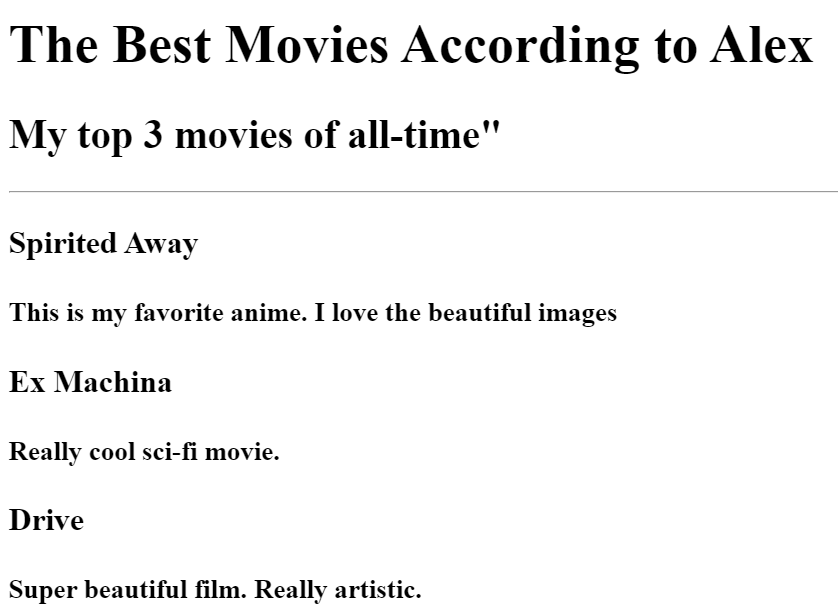 The Best Movies According to Alex
My top 3 movies of all-time"
Spirited Away
This is my favorite anime. I love the beautiful images
Ex Machina
Really cool sci-fi movie.
Drive
Super beautiful film. Really artistic.